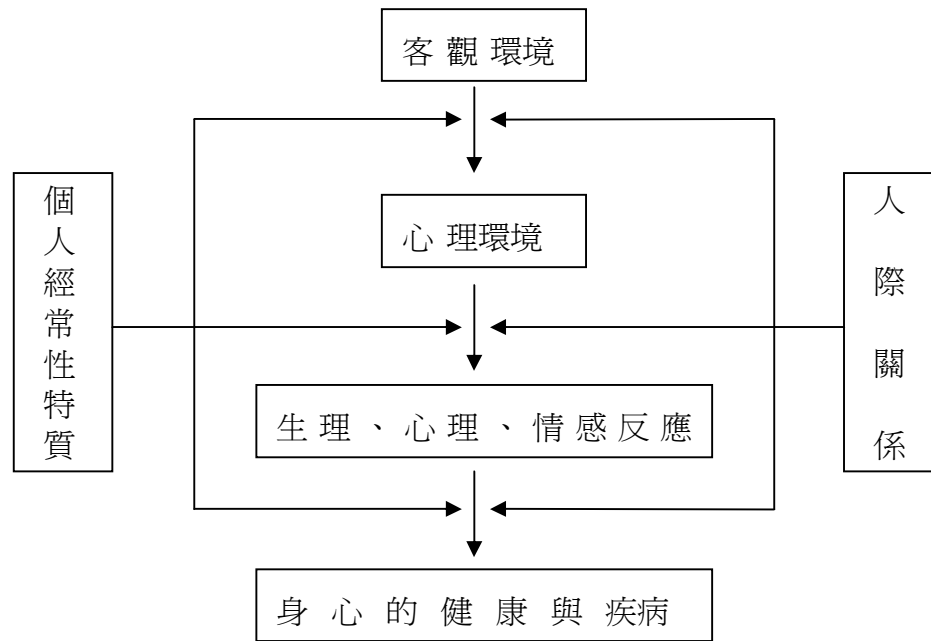 客觀環境
心理環境
個人經常性特質
人際關係
生理、心理、情感反應
身心的健康與疾病